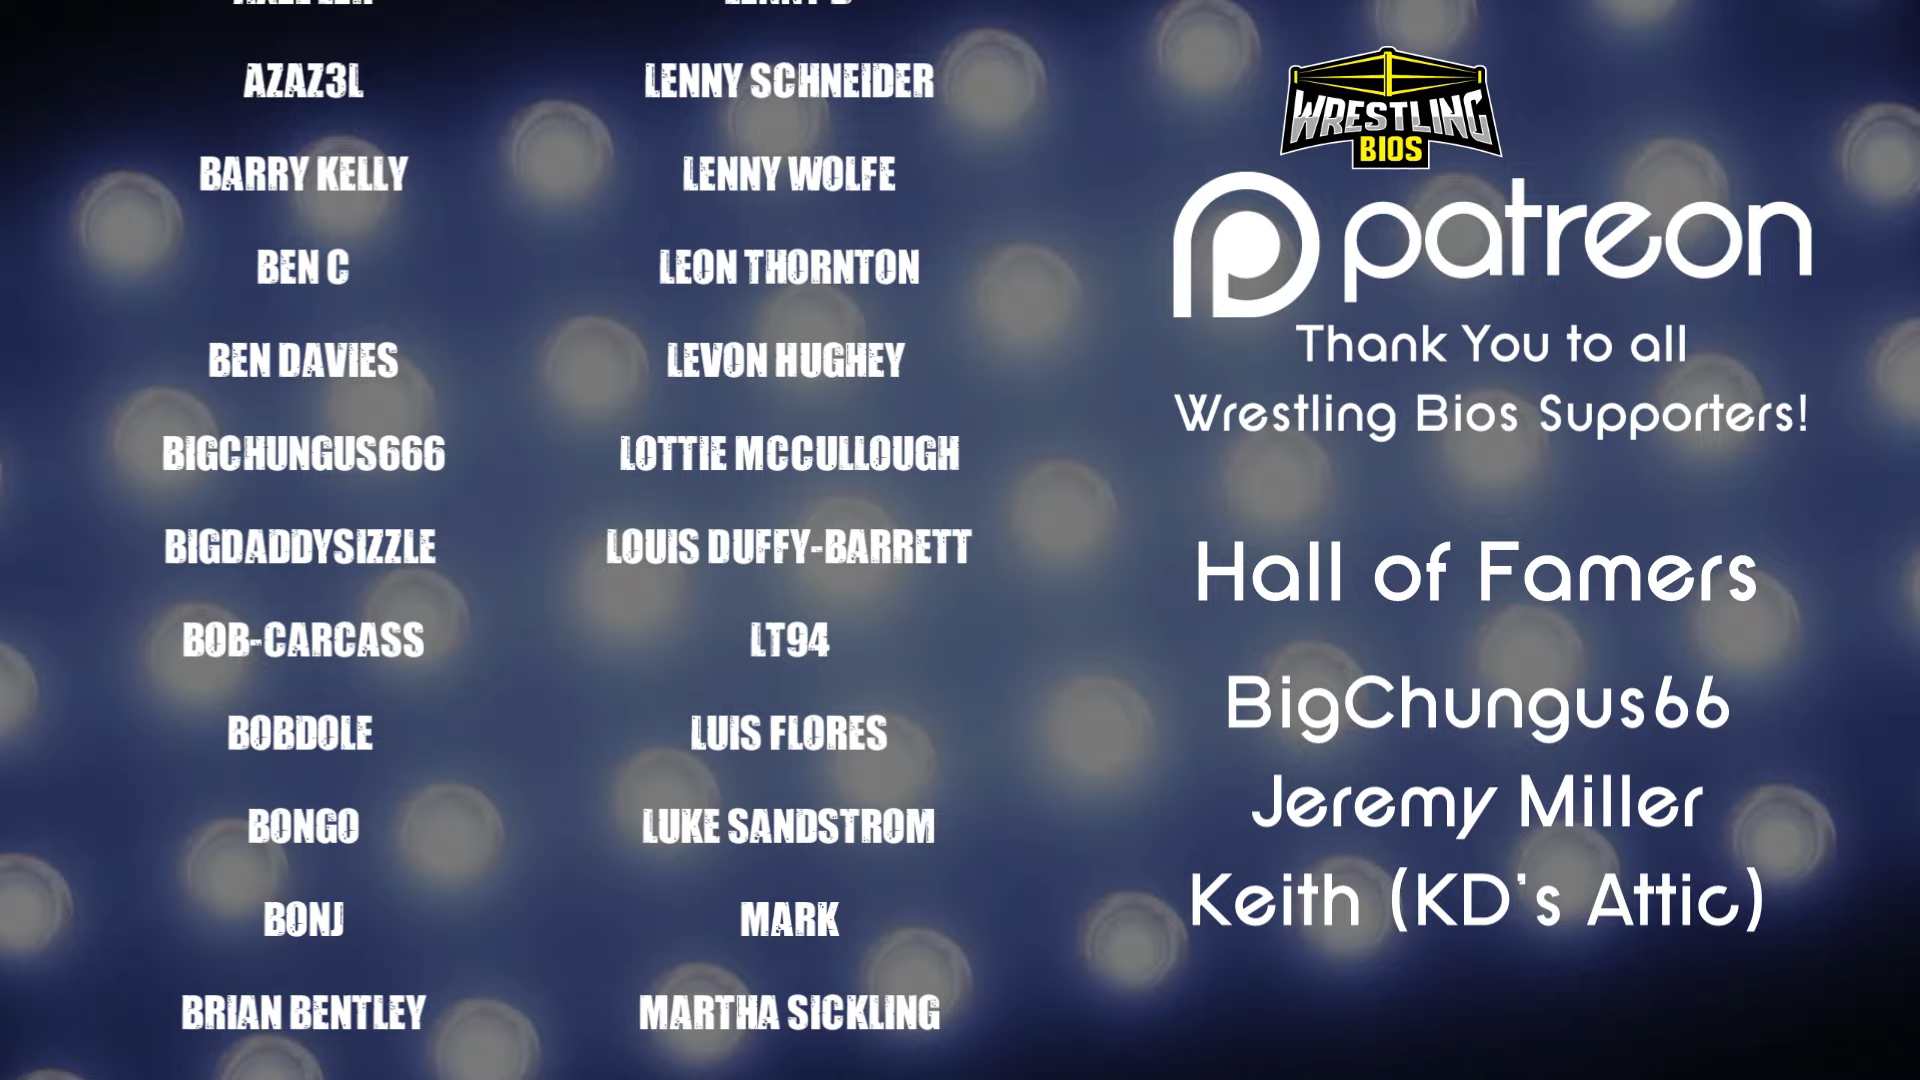 AZAZ3L
BARRY KELLY
BEN C
BEN DAVIES
BIGCHUNGUS666
BIGDADDYSIZZLE
BOB-CARCASS
BOBDOLE
BONGO
BONJ
BRIAN BENTLEY
LENNY SCHNEIDER
LENNY WOLFE
LEON THORNTON
LEVON HUGHEY
LOTTIE MCCULLOUGH
LOUIS DUFFY-BARRETT
LT94
LUIS FLORES
LUKE SANDSTROM
MARK
MARTHA SICKLING
WRESTLING
BIOS
patreon
Thank You to all
Wrestling Bios Supporters!
Hall of Famers
BigChungus66
Jeremy Miller
Keith (KD's Attic)